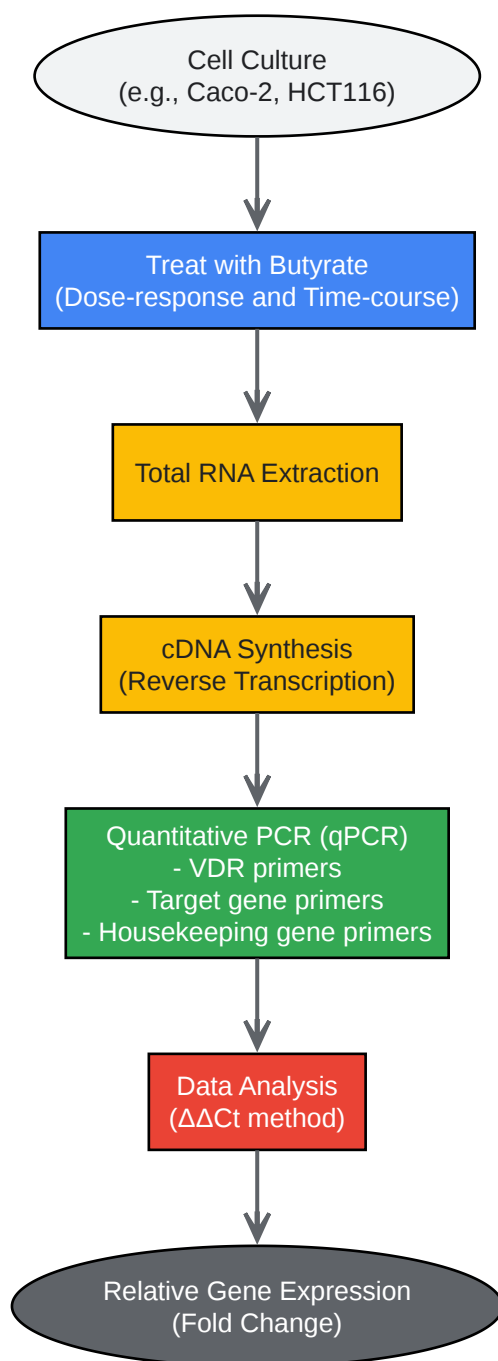 Cell Culture
(e.g., Caco-2, HCT116)
Treat with Butyrate
(Dose-response and Time-course)
Total RNA Extraction
cDNA Synthesis
(Reverse Transcription)
Quantitative PCR (qPCR)
- VDR primers
- Target gene primers
- Housekeeping gene primers
Data Analysis
(ΔΔCt method)
Relative Gene Expression
(Fold Change)